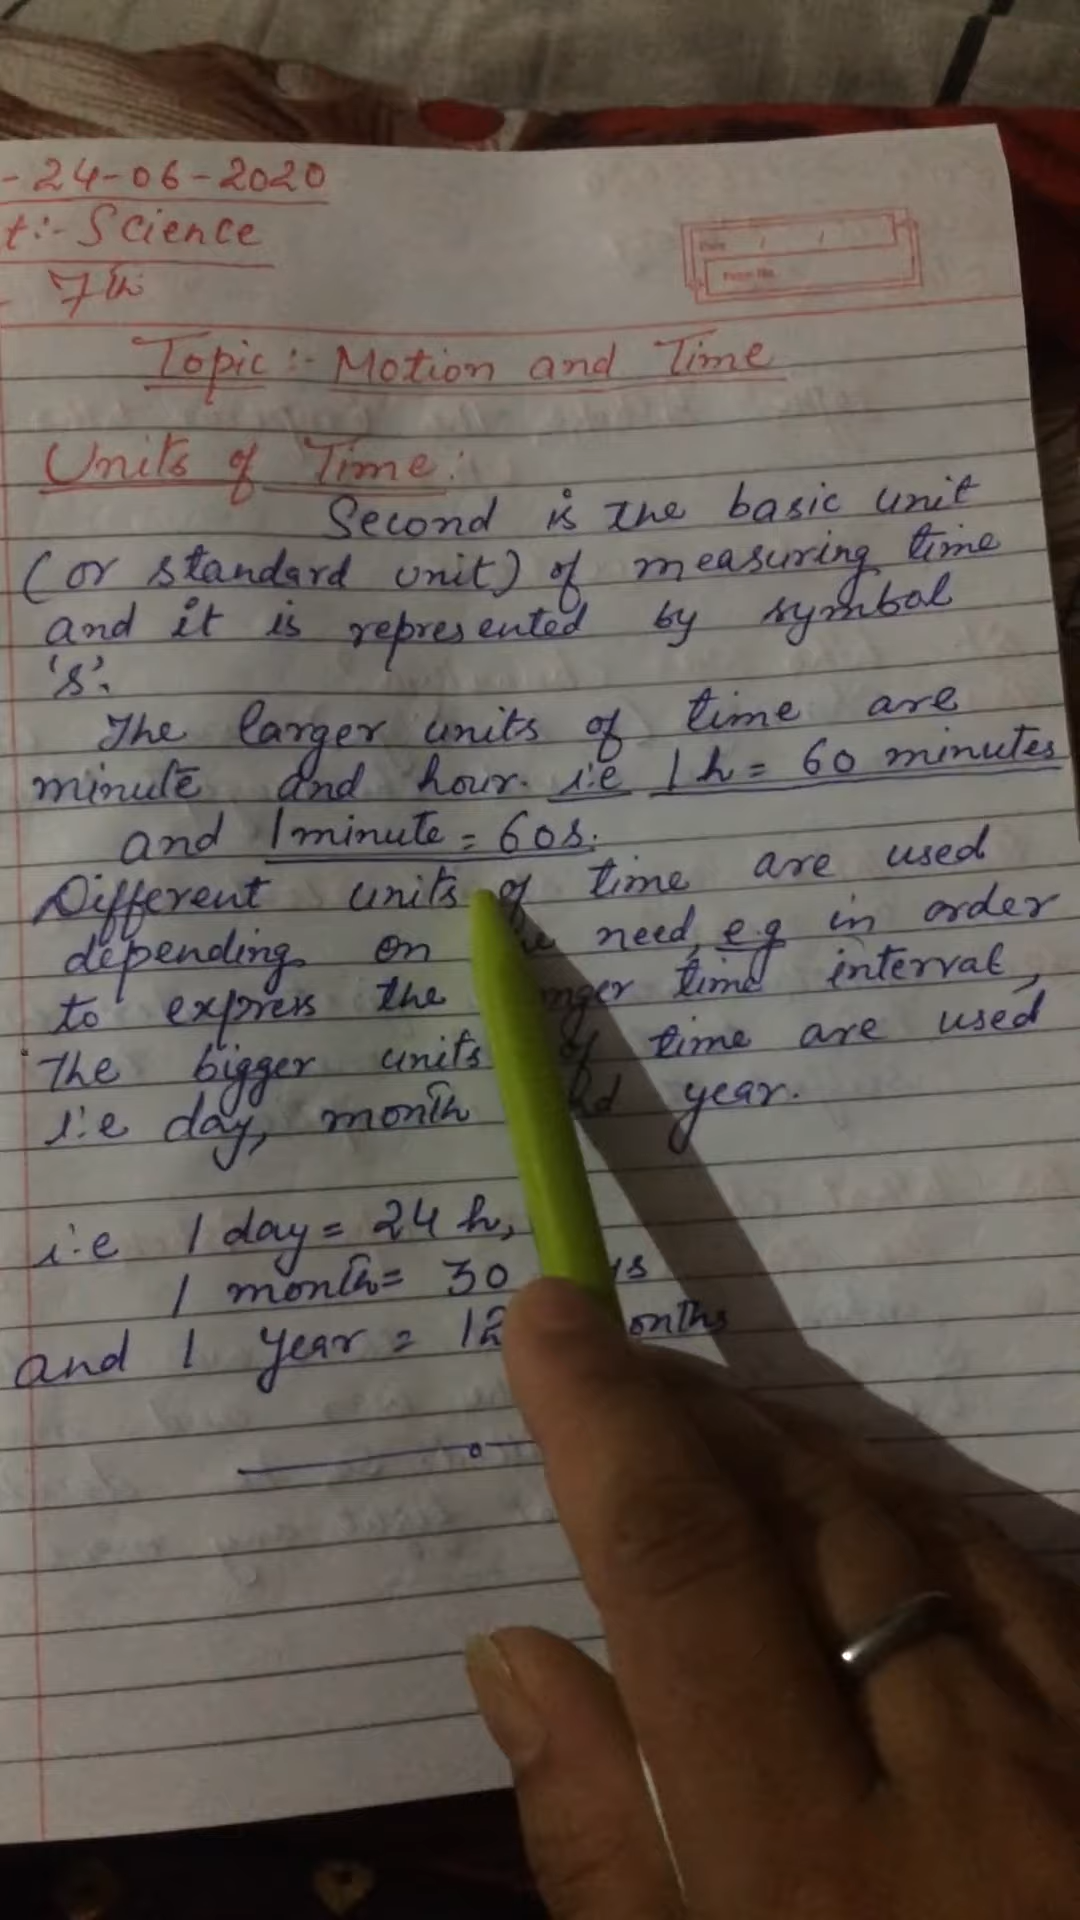 - 24-06-2020
t:- Science
7th
Topic:- Motion and Time
Units of Time:
Second is the basic unit
(or standard unit) of measuring time
and it is represented by symbol
's'.
The larger units of time are
minute and hour. i.e 1h = 60 minutes
and 1 minute = 60s.
Different units of time are used
depending on need, e.g in order
to express the time interval,
The bigger units of time are used
i.e day, month year.
i.e 1 day = 24 h,
1 month = 30
and 1 year = 12